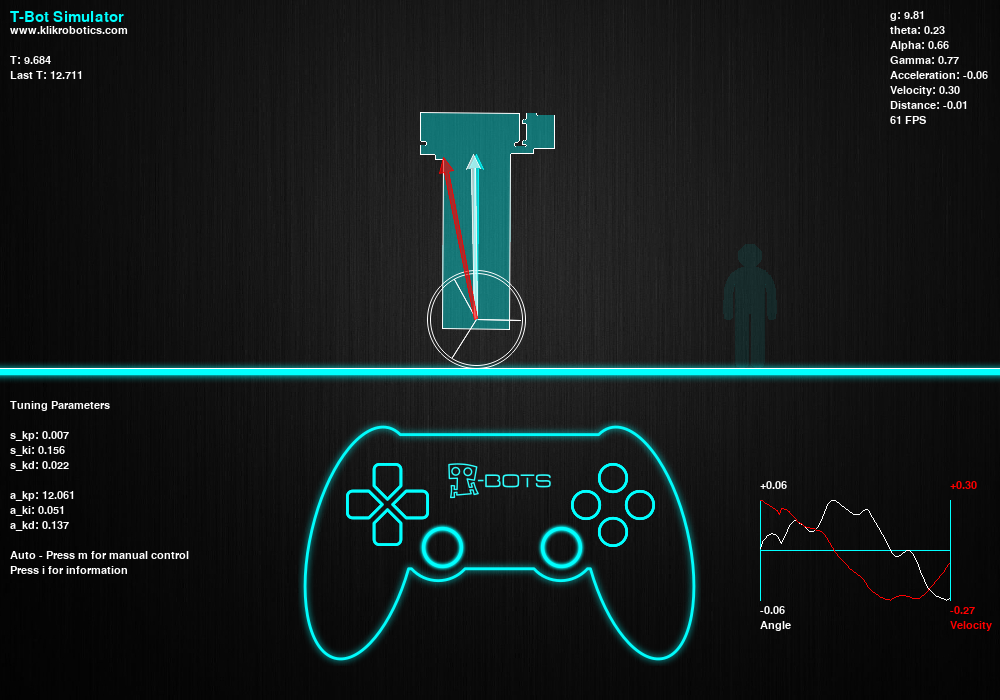 T-Bot Simulator
www.klikrobotics.com
T: 9.684
Last T: 12.711
g: 9.81
theta: 0.23
Alpha: 0.66
Gamma: 0.77
Acceleration: -0.06
Velocity: 0.30
Distance: -0.01
61 FPS
Tuning Parameters
s_kp: 0.007
s_ki: 0.156
s_kd: 0.022
a_kp: 12.061
a_ki: 0.051
a_kd: 0.137
Auto - Press m for manual control
Press i for information
-BOTS
+0.06
+0.30
-0.06
-0.27
Angle
Velocity